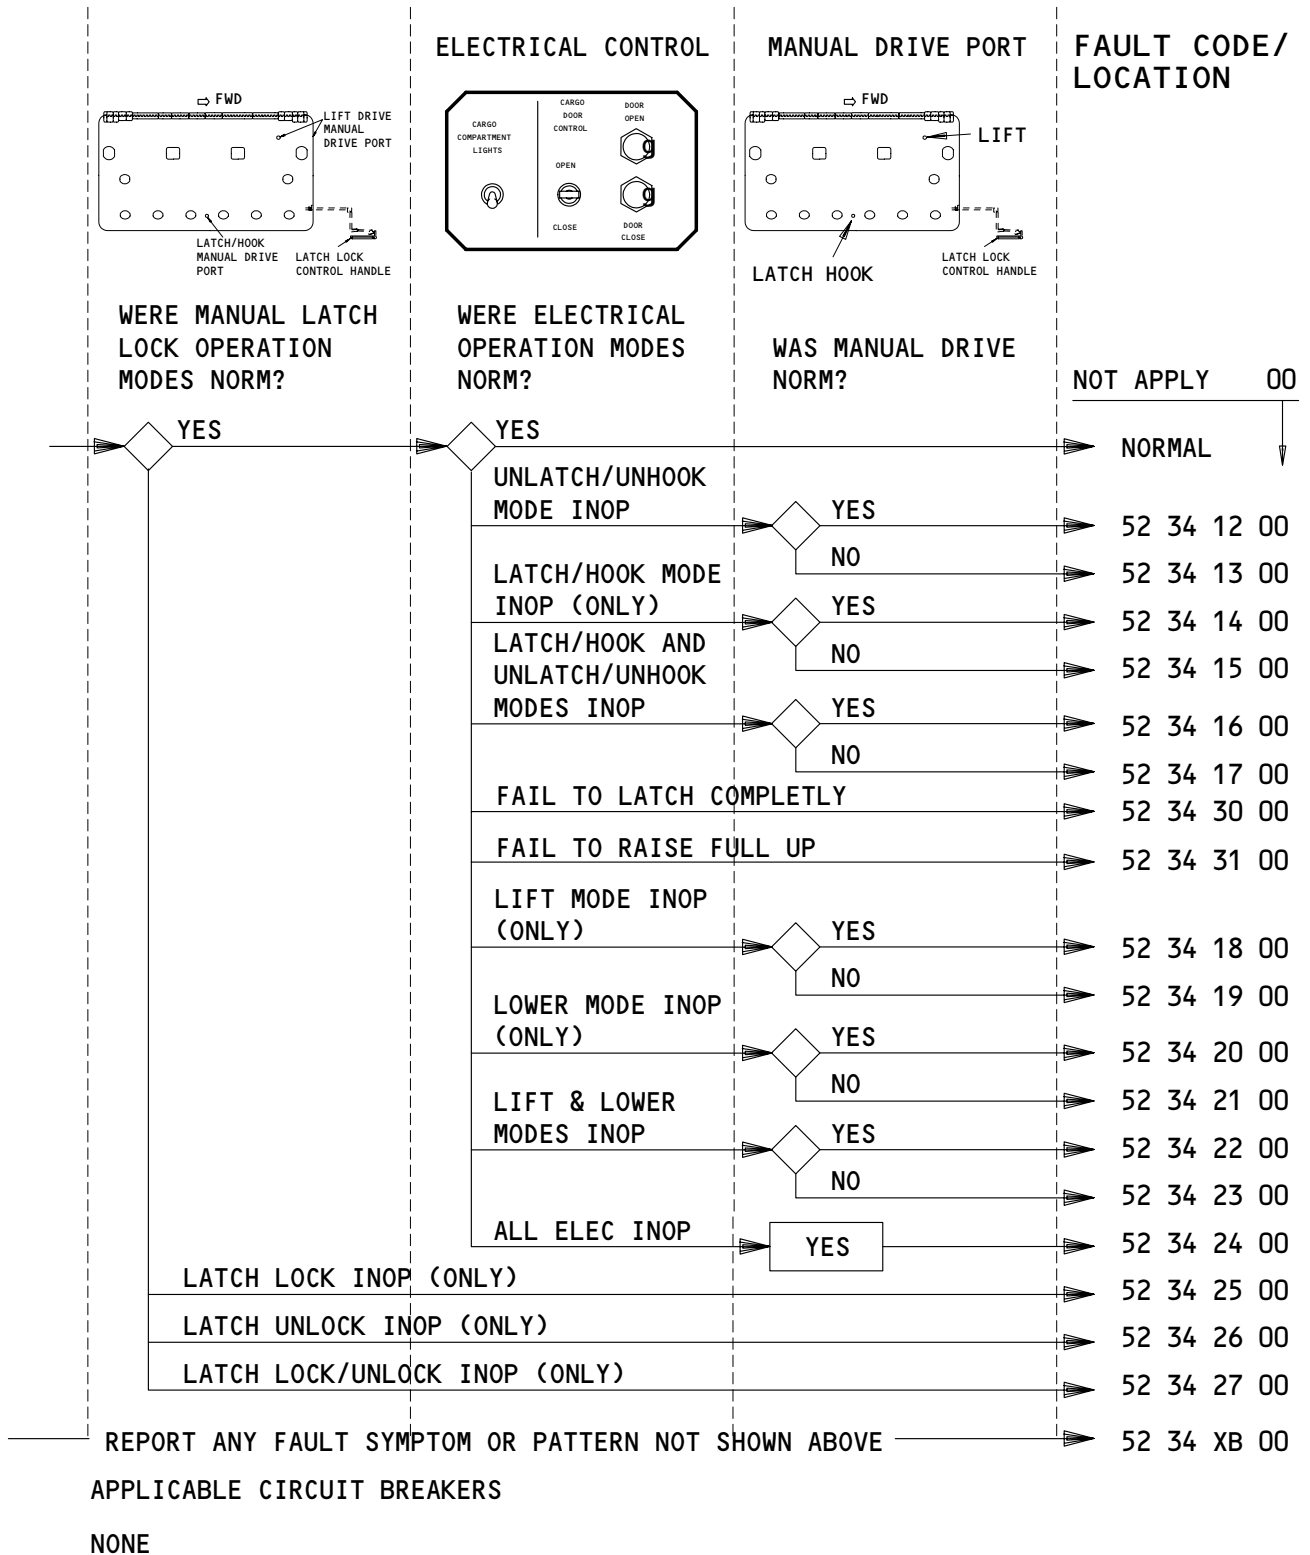 ELECTRICAL CONTROL
MANUAL DRIVE PORT
FAULT CODE/
LOCATION
FWD
LIFT DRIVE
MANUAL
DRIVE PORT
LATCH/HOOK
MANUAL DRIVE
PORT
LATCH LOCK
CONTROL HANDLE
CARGO
COMPARTMENT
LIGHTS
CARGO
DOOR
CONTROL
OPEN
CLOSE
DOOR
OPEN
DOOR
CLOSE
FWD
LIFT
LATCH HOOK
LATCH LOCK
CONTROL HANDLE
WERE MANUAL LATCH
LOCK OPERATION
MODES NORM?
WERE ELECTRICAL
OPERATION MODES
NORM?
WAS MANUAL DRIVE
NORM?
NOT APPLY 00
YES
YES
NORMAL
UNLATCH/UNHOOK
MODE INOP
YES
52 34 12 00
NO
52 34 13 00
LATCH/HOOK MODE
INOP (ONLY)
YES
52 34 14 00
NO
52 34 15 00
LATCH/HOOK AND
UNLATCH/UNHOOK
MODES INOP
YES
52 34 16 00
NO
52 34 17 00
FAIL TO LATCH COMPLETLY
52 34 30 00
FAIL TO RAISE FULL UP
52 34 31 00
LIFT MODE INOP
(ONLY)
YES
52 34 18 00
NO
52 34 19 00
LOWER MODE INOP
(ONLY)
YES
52 34 20 00
NO
52 34 21 00
LIFT & LOWER
MODES INOP
YES
52 34 22 00
NO
52 34 23 00
ALL ELEC INOP
YES
52 34 24 00
LATCH LOCK INOP (ONLY)
52 34 25 00
LATCH UNLOCK INOP (ONLY)
52 34 26 00
LATCH LOCK/UNLOCK INOP (ONLY)
52 34 27 00
REPORT ANY FAULT SYMPTOM OR PATTERN NOT SHOWN ABOVE
52 34 XB 00
APPLICABLE CIRCUIT BREAKERS
NONE